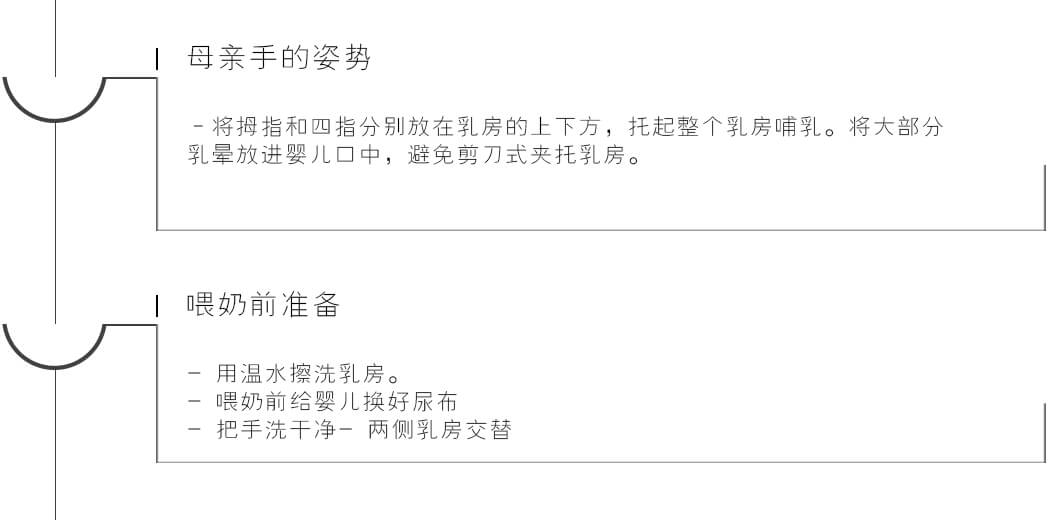 母亲手的姿势
-将拇指和四指分别放在乳房的上下方，托起整个乳房哺乳。将大部分
乳晕放进婴儿口中，避免剪刀式夹托乳房。
喂奶前准备
- 用温水擦洗乳房。
- 喂奶前给婴儿换好尿布
- 把手洗干净- 两侧乳房交替